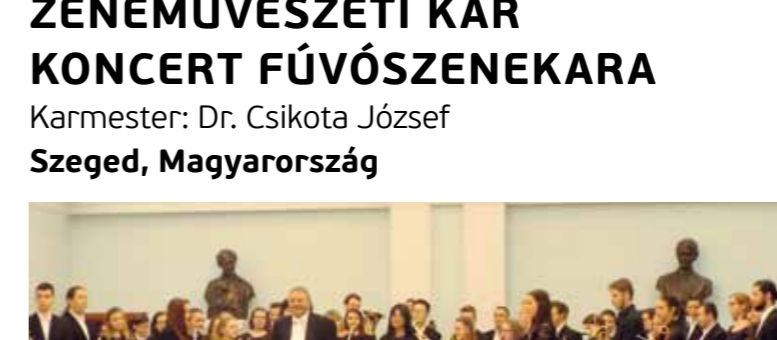 ZENEMŰVÉSZETI KAR
KONCERT FÚVÓSZENEKARA
Karmester: Dr. Csikota József
Szeged, Magyarország